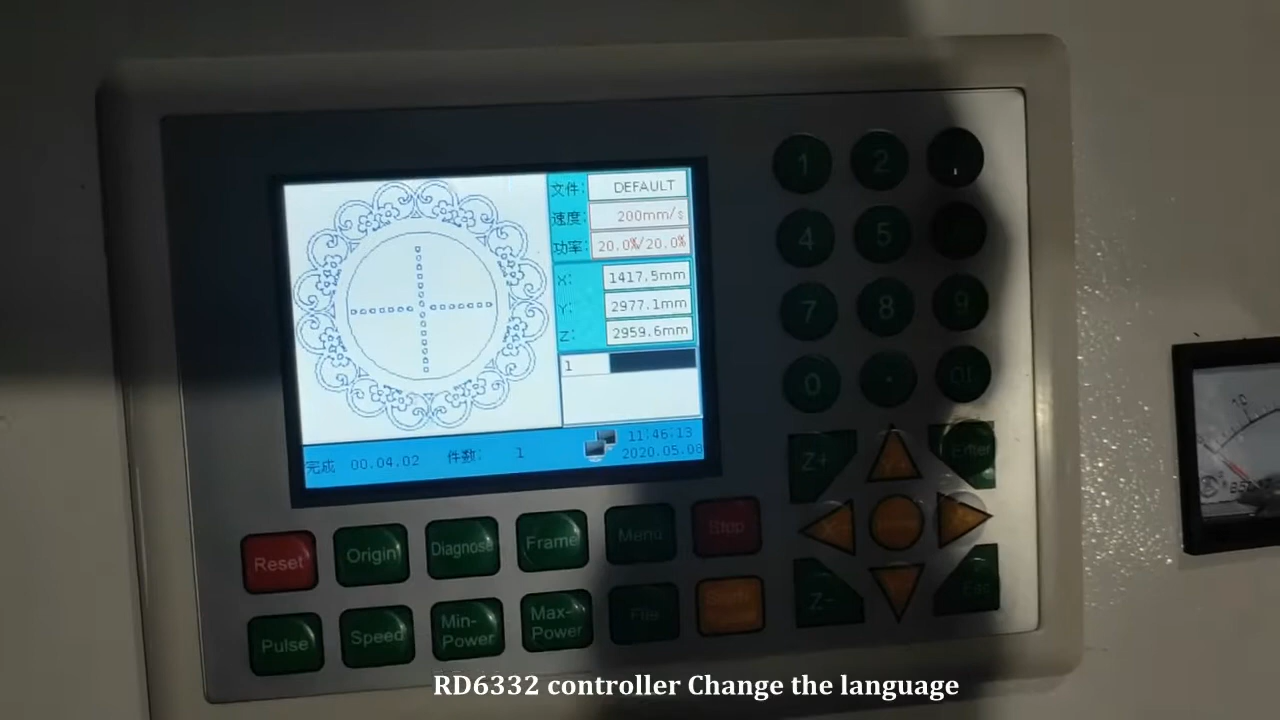 文件: DEFAULT
速度: 200mm/s
功率: 20.0%/20.0%
X: 1417.5mm
Y: 2977.1mm
Z: 2959.6mm
1
完成 00.04.02 件数: 1
11:46:13
2020.05.08
1 2
4 5
7 8 9
0 .
Z+ Enter
Z- Esc
Reset Origin Diagnose Frame Menu Stop
Pulse Speed Min-Power Max-Power File
RD6332 controller Change the language